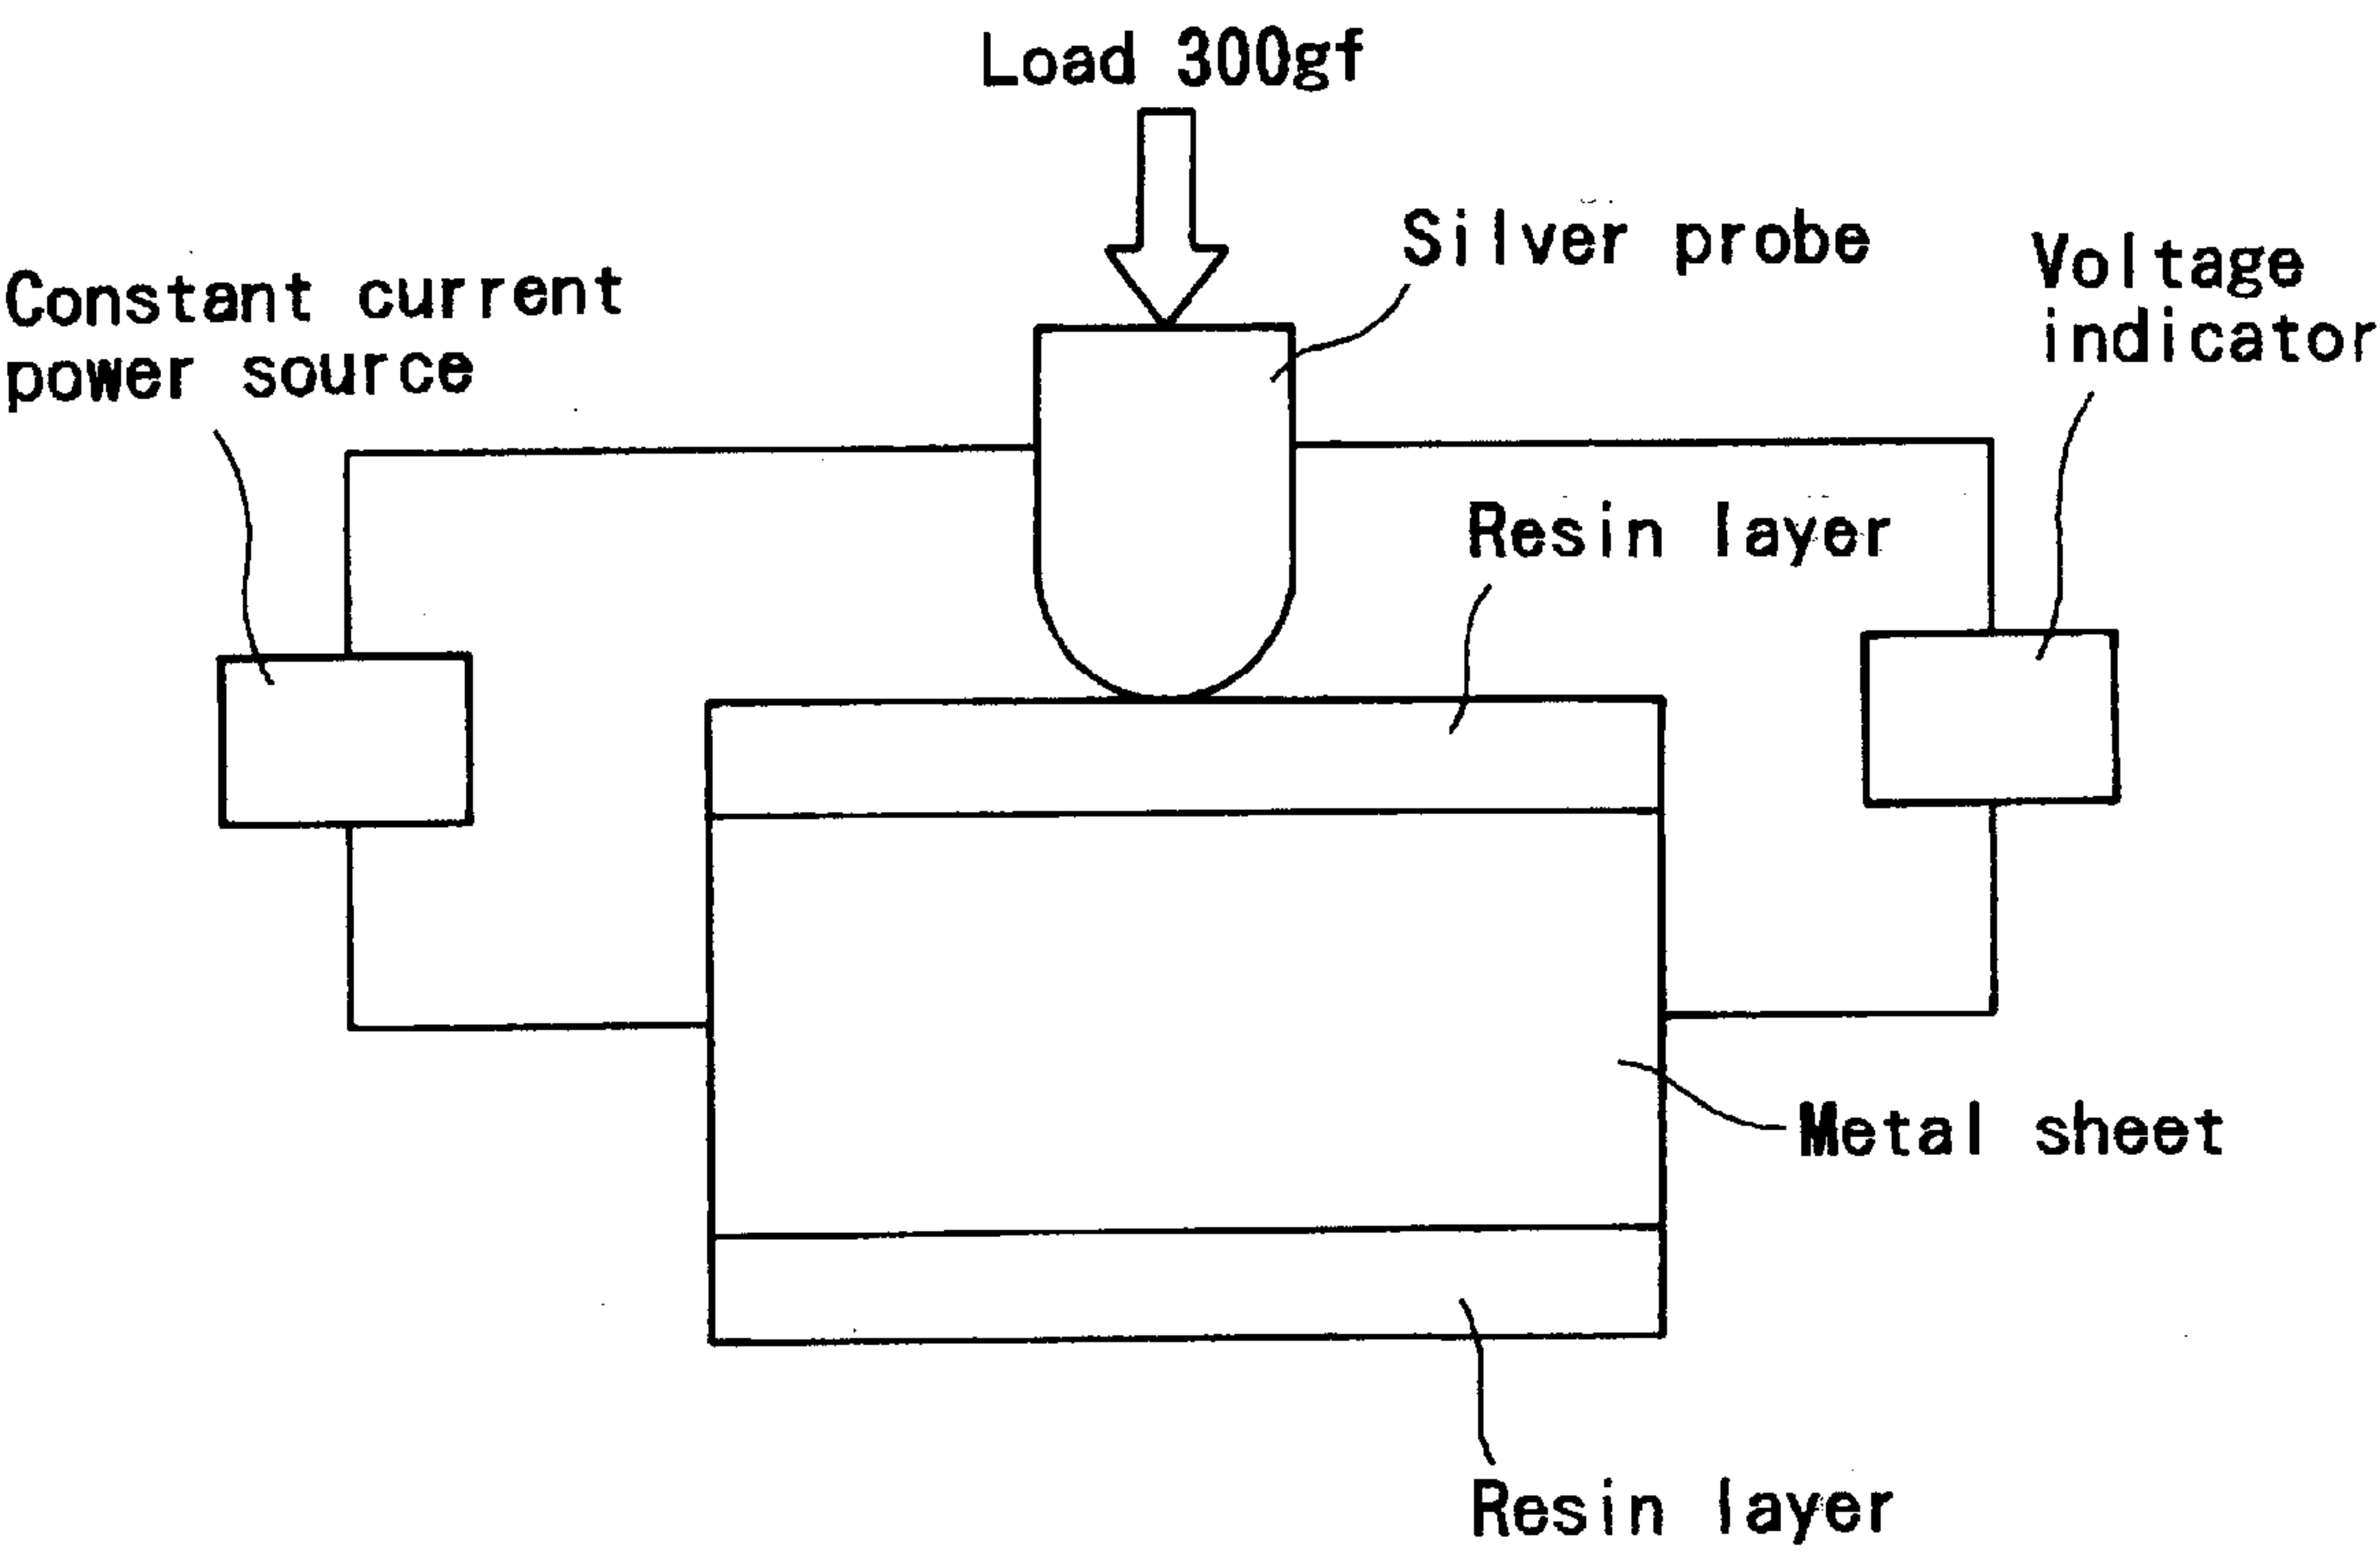 Load 300gf
Silver probe
Voltage
indicator
Constant current
power source
Resin layer
Metal sheet
Resin layer